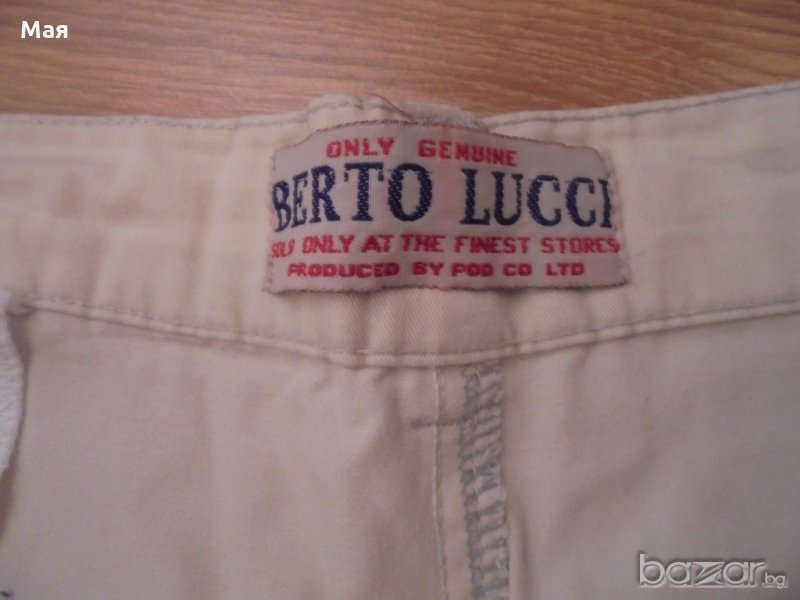 Мая
ONLY GENUINE
BERTO LUCCI
SOLD ONLY AT THE FINEST STORES
PRODUCED BY POD CO LTD
bazar.bg